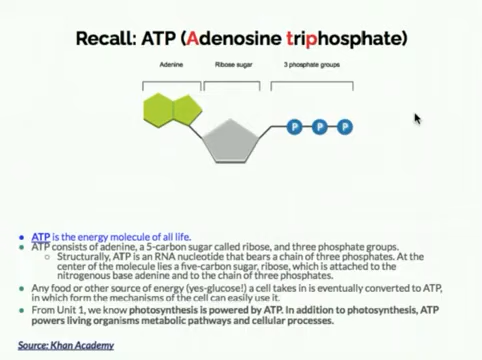 Recall: ATP (Adenosine triphosphate)
Adenine Ribose sugar 3 phosphate groups
P P P
ATP is the energy molecule of all life.
ATP consists of adenine, a 5-carbon sugar called ribose, and three phosphate groups.
Structurally, ATP is an RNA nucleotide that bears a chain of three phosphates. At the
center of the molecule lies a five-carbon sugar, ribose, which is attached to the
nitrogenous base adenine and to the chain of three phosphates.
Any food or other source of energy (yes-glucose!) a cell takes in is eventually converted to ATP,
in which form the mechanisms of the cell can easily use it.
From Unit 1, we know photosynthesis is powered by ATP. In addition to photosynthesis, ATP
powers living organisms metabolic pathways and cellular processes.
Source: Khan Academy